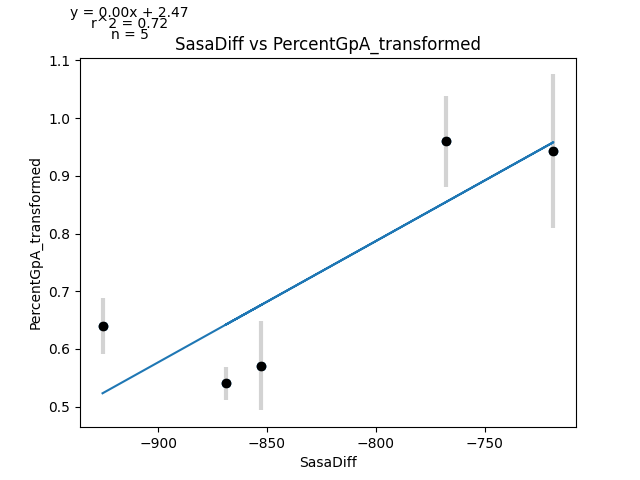 y = 0.00x + 2.47
r^2 = 0.72
n = 5
SasaDiff vs PercentGpA_transformed
1.1
1.0
0.9
0.8
0.7
0.6
0.5
PercentGpA_transformed
−900
−850
−800
−750
SasaDiff